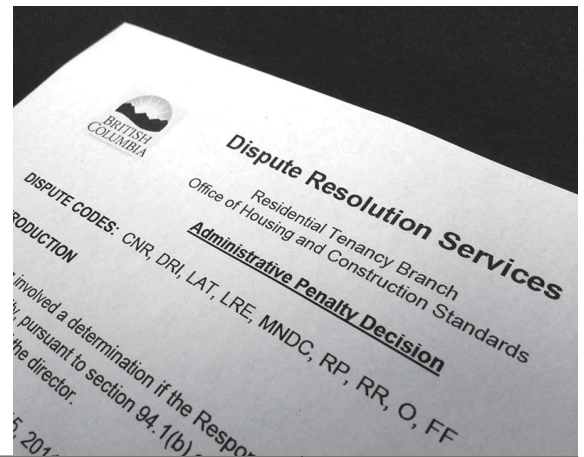 BRITISH
COLUMBIA
Dispute Resolution Services
Residential Tenancy Branch
Office of Housing and Construction Standards
Administrative Penalty Decision
DISPUTE CODES: CNR, DRI, LAT, LRE, MNDC, RP, RR, O, FF
involved a determination if the
pursuant to section 94.1(b)
the director.